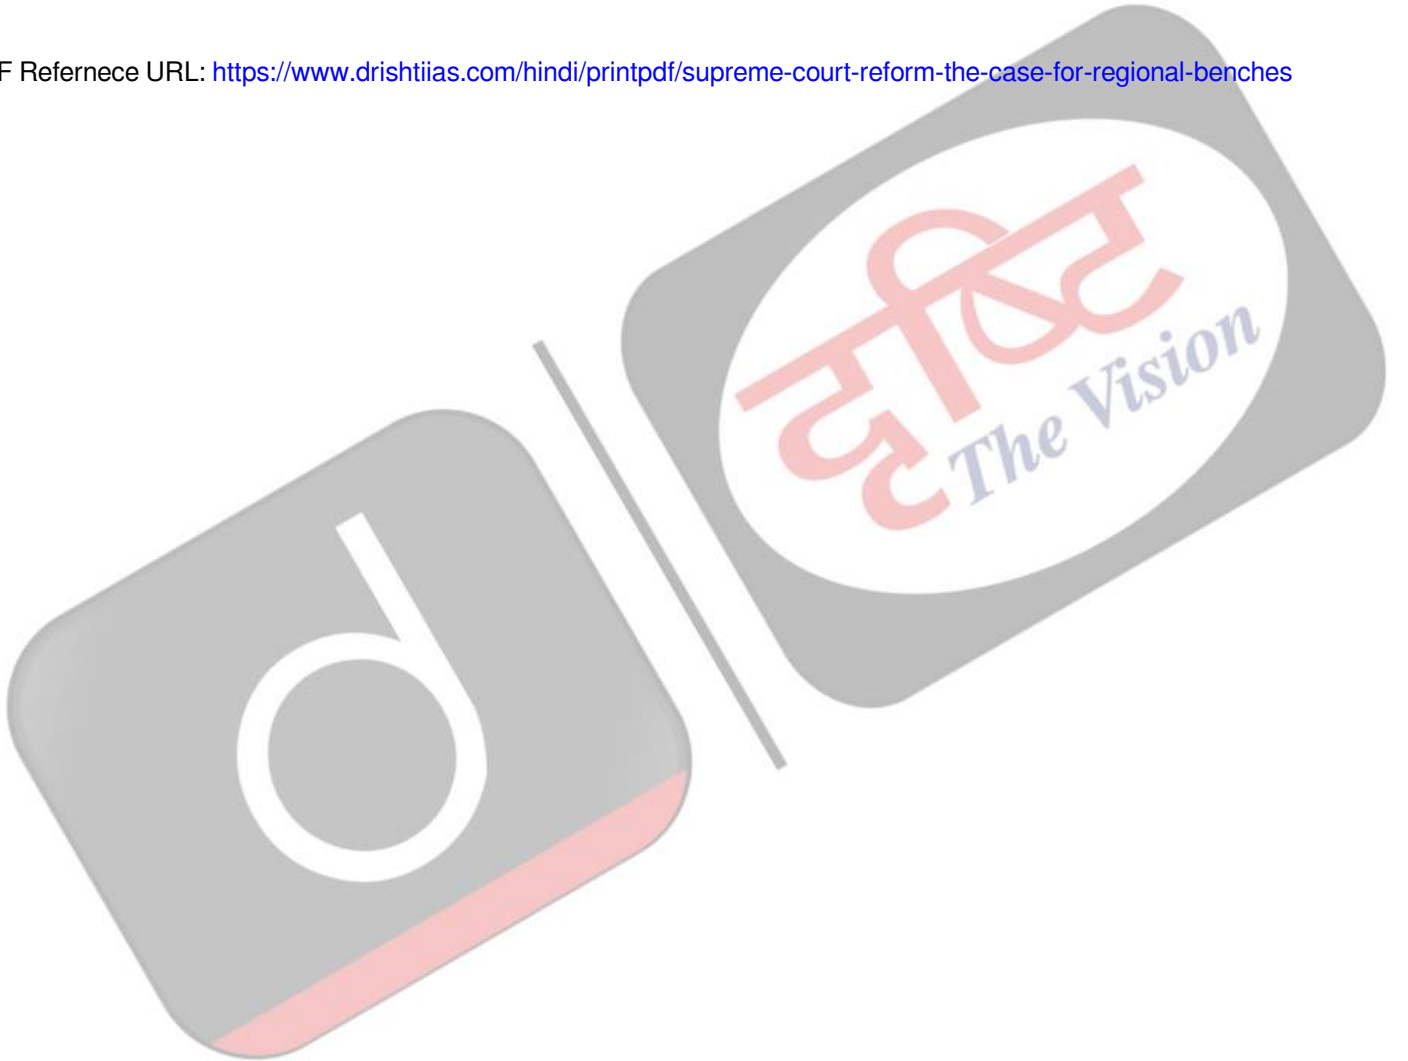 F Refernece URL: https://www.drishtiias.com/hindi/printpdf/supreme-court-reform-the-case-for-regional-benches
दृष्टि
The Vision
d